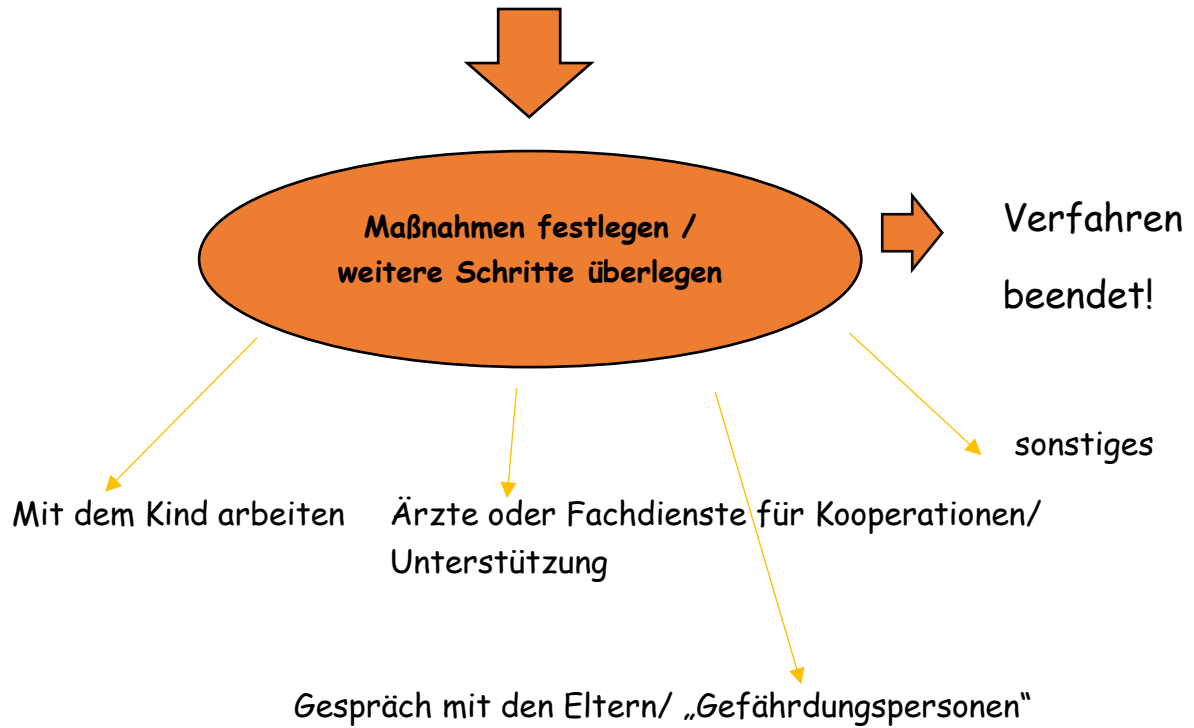 Maßnahmen festlegen /
weitere Schritte überlegen
Verfahren
beendet!
sonstiges
Mit dem Kind arbeiten
Ärzte oder Fachdienste für Kooperationen/
Unterstützung
Gespräch mit den Eltern/ „Gefährdungspersonen“